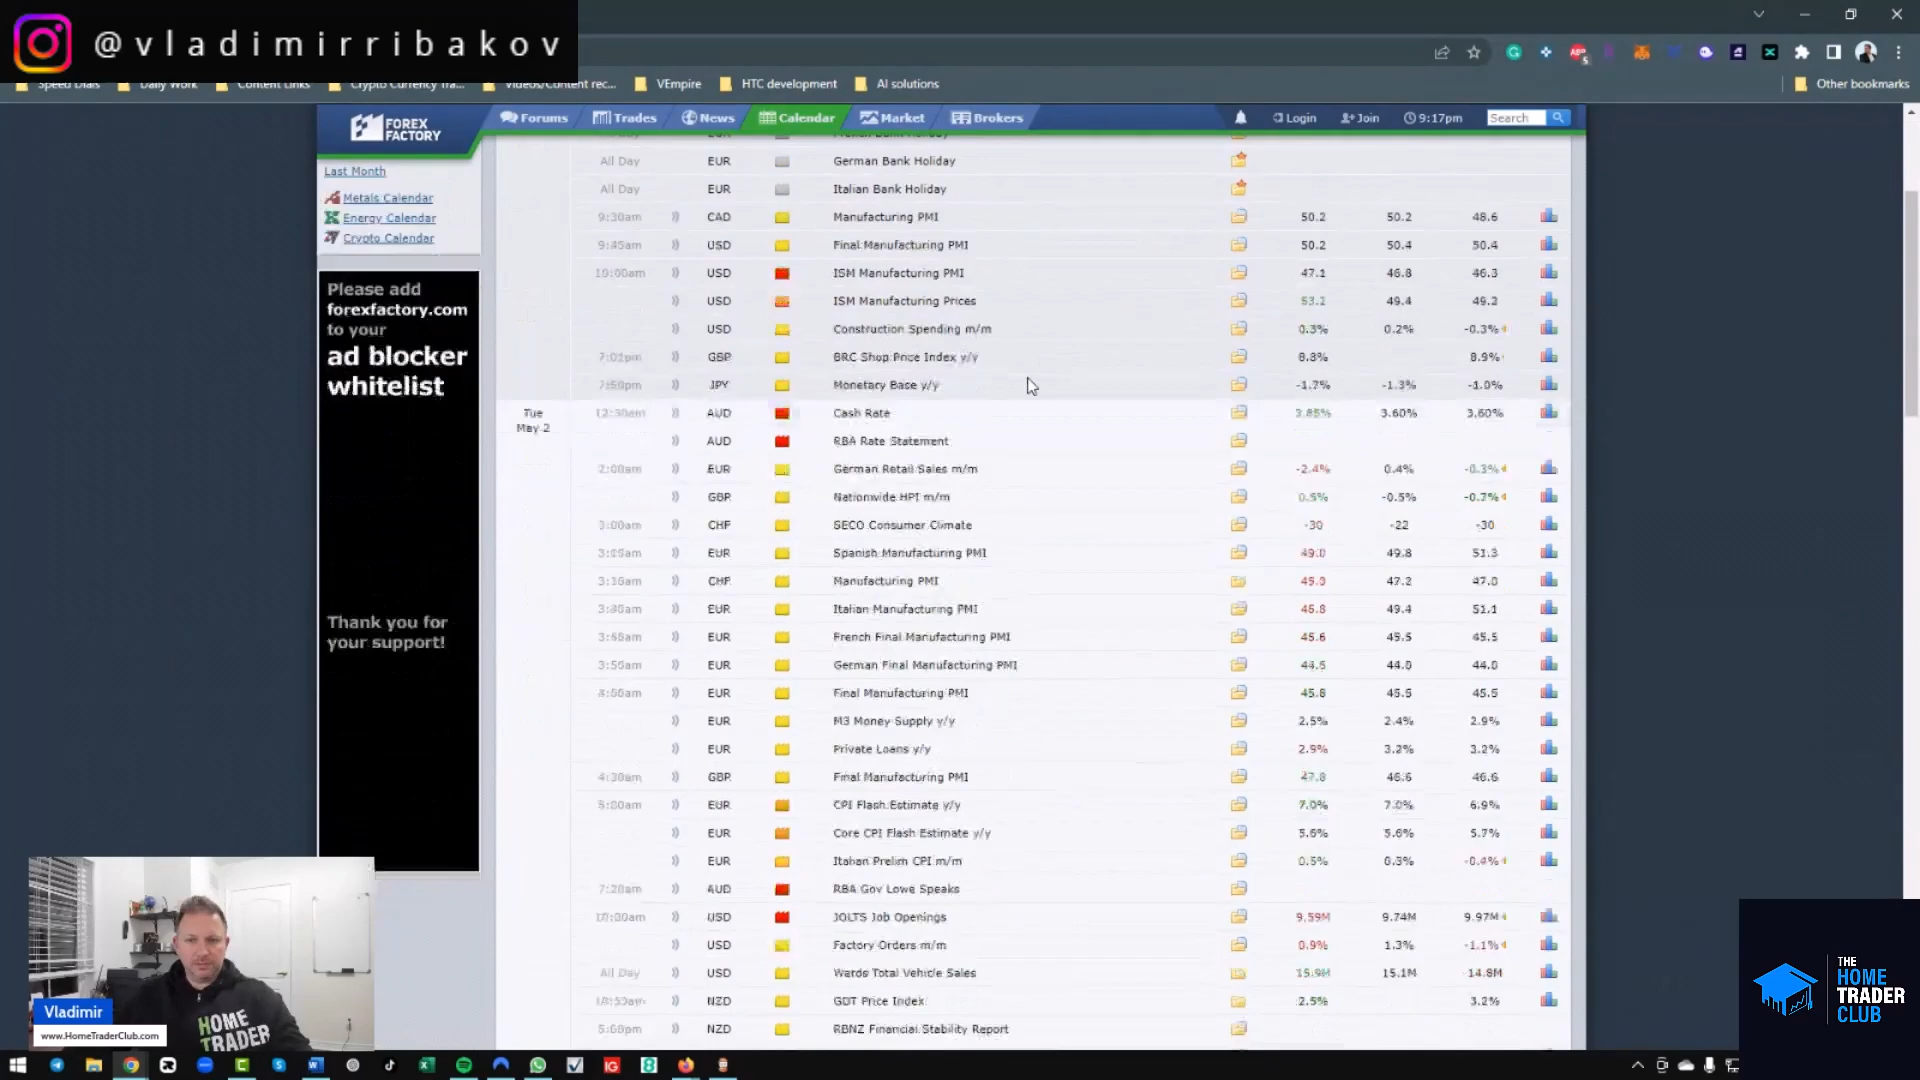 @vladimirribakov
Speed Dials Daily Work Content Links Crypto Currency Tra... Videos/Content rec... VEmpire HTC development AI solutions Other bookmarks
FOREX FACTORY Forums Trades News Calendar Market Brokers Login Join 9:17pm Search
Last Month
Metals Calendar
Energy Calendar
Crypto Calendar
Please add
forexfactory.com
to your
ad blocker
whitelist
Thank you for
your support!
French Bank Holiday
All Day EUR German Bank Holiday
All Day EUR Italian Bank Holiday
9:30am CAD Manufacturing PMI 50.2 50.2 48.6
9:45am USD Final Manufacturing PMI 50.2 50.4 50.4
10:00am USD ISM Manufacturing PMI 47.1 46.8 46.3
USD ISM Manufacturing Prices 53.2 49.4 49.2
USD Construction Spending m/m 0.3% 0.2% -0.3%
7:01pm GBP BRC Shop Price Index y/y 8.8% 8.9%
7:50pm JPY Monetary Base y/y -1.7% -1.3% -1.0%
Tue
May 2
12:30am AUD Cash Rate 3.85% 3.60% 3.60%
AUD RBA Rate Statement
2:00am EUR German Retail Sales m/m -2.4% 0.4% -0.3%
GBP Nationwide HPI m/m 0.5% -0.5% -0.7%
3:00am CHF SECO Consumer Climate -30 -22 -30
EUR Spanish Manufacturing PMI 49.0 49.8 51.3
CHF Manufacturing PMI 45.3 47.2 47.0
EUR Italian Manufacturing PMI 45.8 49.4 51.1
EUR French Final Manufacturing PMI 45.6 45.5 45.5
EUR German Final Manufacturing PMI 44.5 44.0 44.0
EUR Final Manufacturing PMI 45.8 45.5 45.5
EUR M3 Money Supply y/y 2.5% 2.4% 2.9%
EUR Private Loans y/y 2.9% 3.2% 3.2%
4:30am GBP Final Manufacturing PMI 47.8 46.6 46.6
5:00am EUR CPI Flash Estimate y/y 7.0% 7.0% 6.9%
EUR Core CPI Flash Estimate y/y 5.6% 5.6% 5.7%
EUR Italian Prelim CPI m/m 0.5% 0.3% -0.4%
7:20am AUD RBA Gov Lowe Speaks
10:00am USD JOLTS Job Openings 9.59M 9.74M 9.97M
USD Factory Orders m/m 0.9% 1.3% -1.1%
All Day USD Wards Total Vehicle Sales 15.9M 15.1M 14.8M
NZD GDT Price Index 2.5% 3.2%
5:00pm NZD RBNZ Financial Stability Report
Vladimir
www.HomeTraderClub.com
HOME
TRADER
THE
HOME
TRADER
CLUB